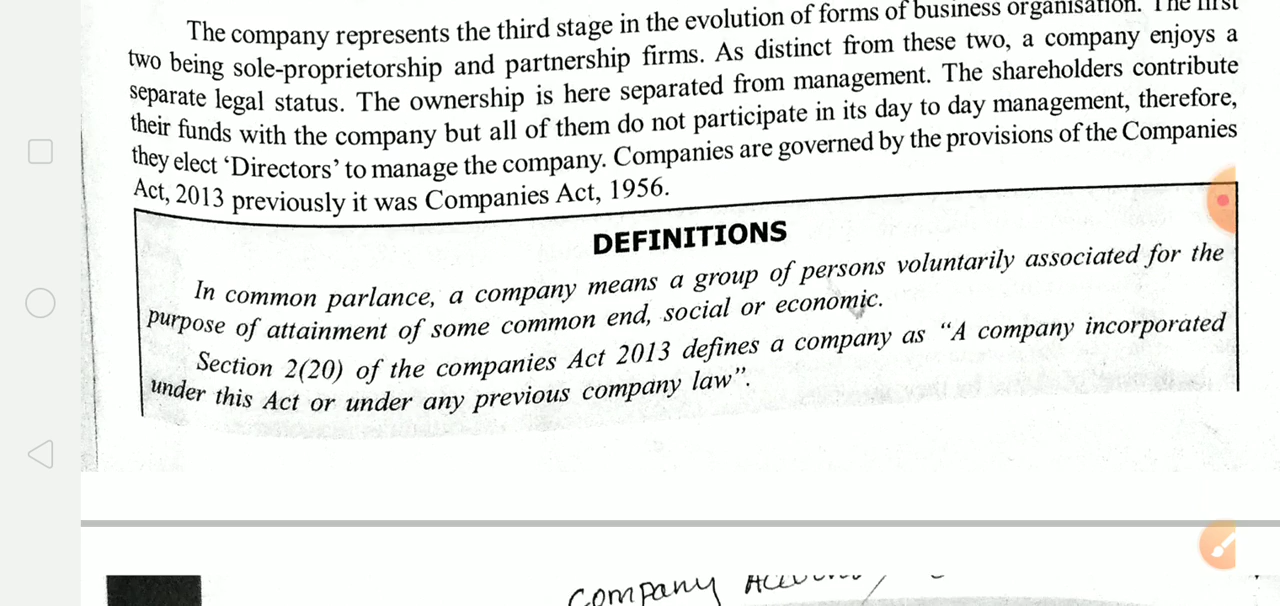 The company represents the third stage in the evolution of forms of business organisation. The first
two being sole-proprietorship and partnership firms. As distinct from these two, a company enjoys a
separate legal status. The ownership is here separated from management. The shareholders contribute
their funds with the company but all of them do not participate in its day to day management, therefore,
they elect ‘Directors’ to manage the company. Companies are governed by the provisions of the Companies
Act, 2013 previously it was Companies Act, 1956.
DEFINITIONS
In common parlance, a company means a group of persons voluntarily associated for the
purpose of attainment of some common end, social or economic.
Section 2(20) of the companies Act 2013 defines a company as “A company incorporated
under this Act or under any previous company law”.
Company